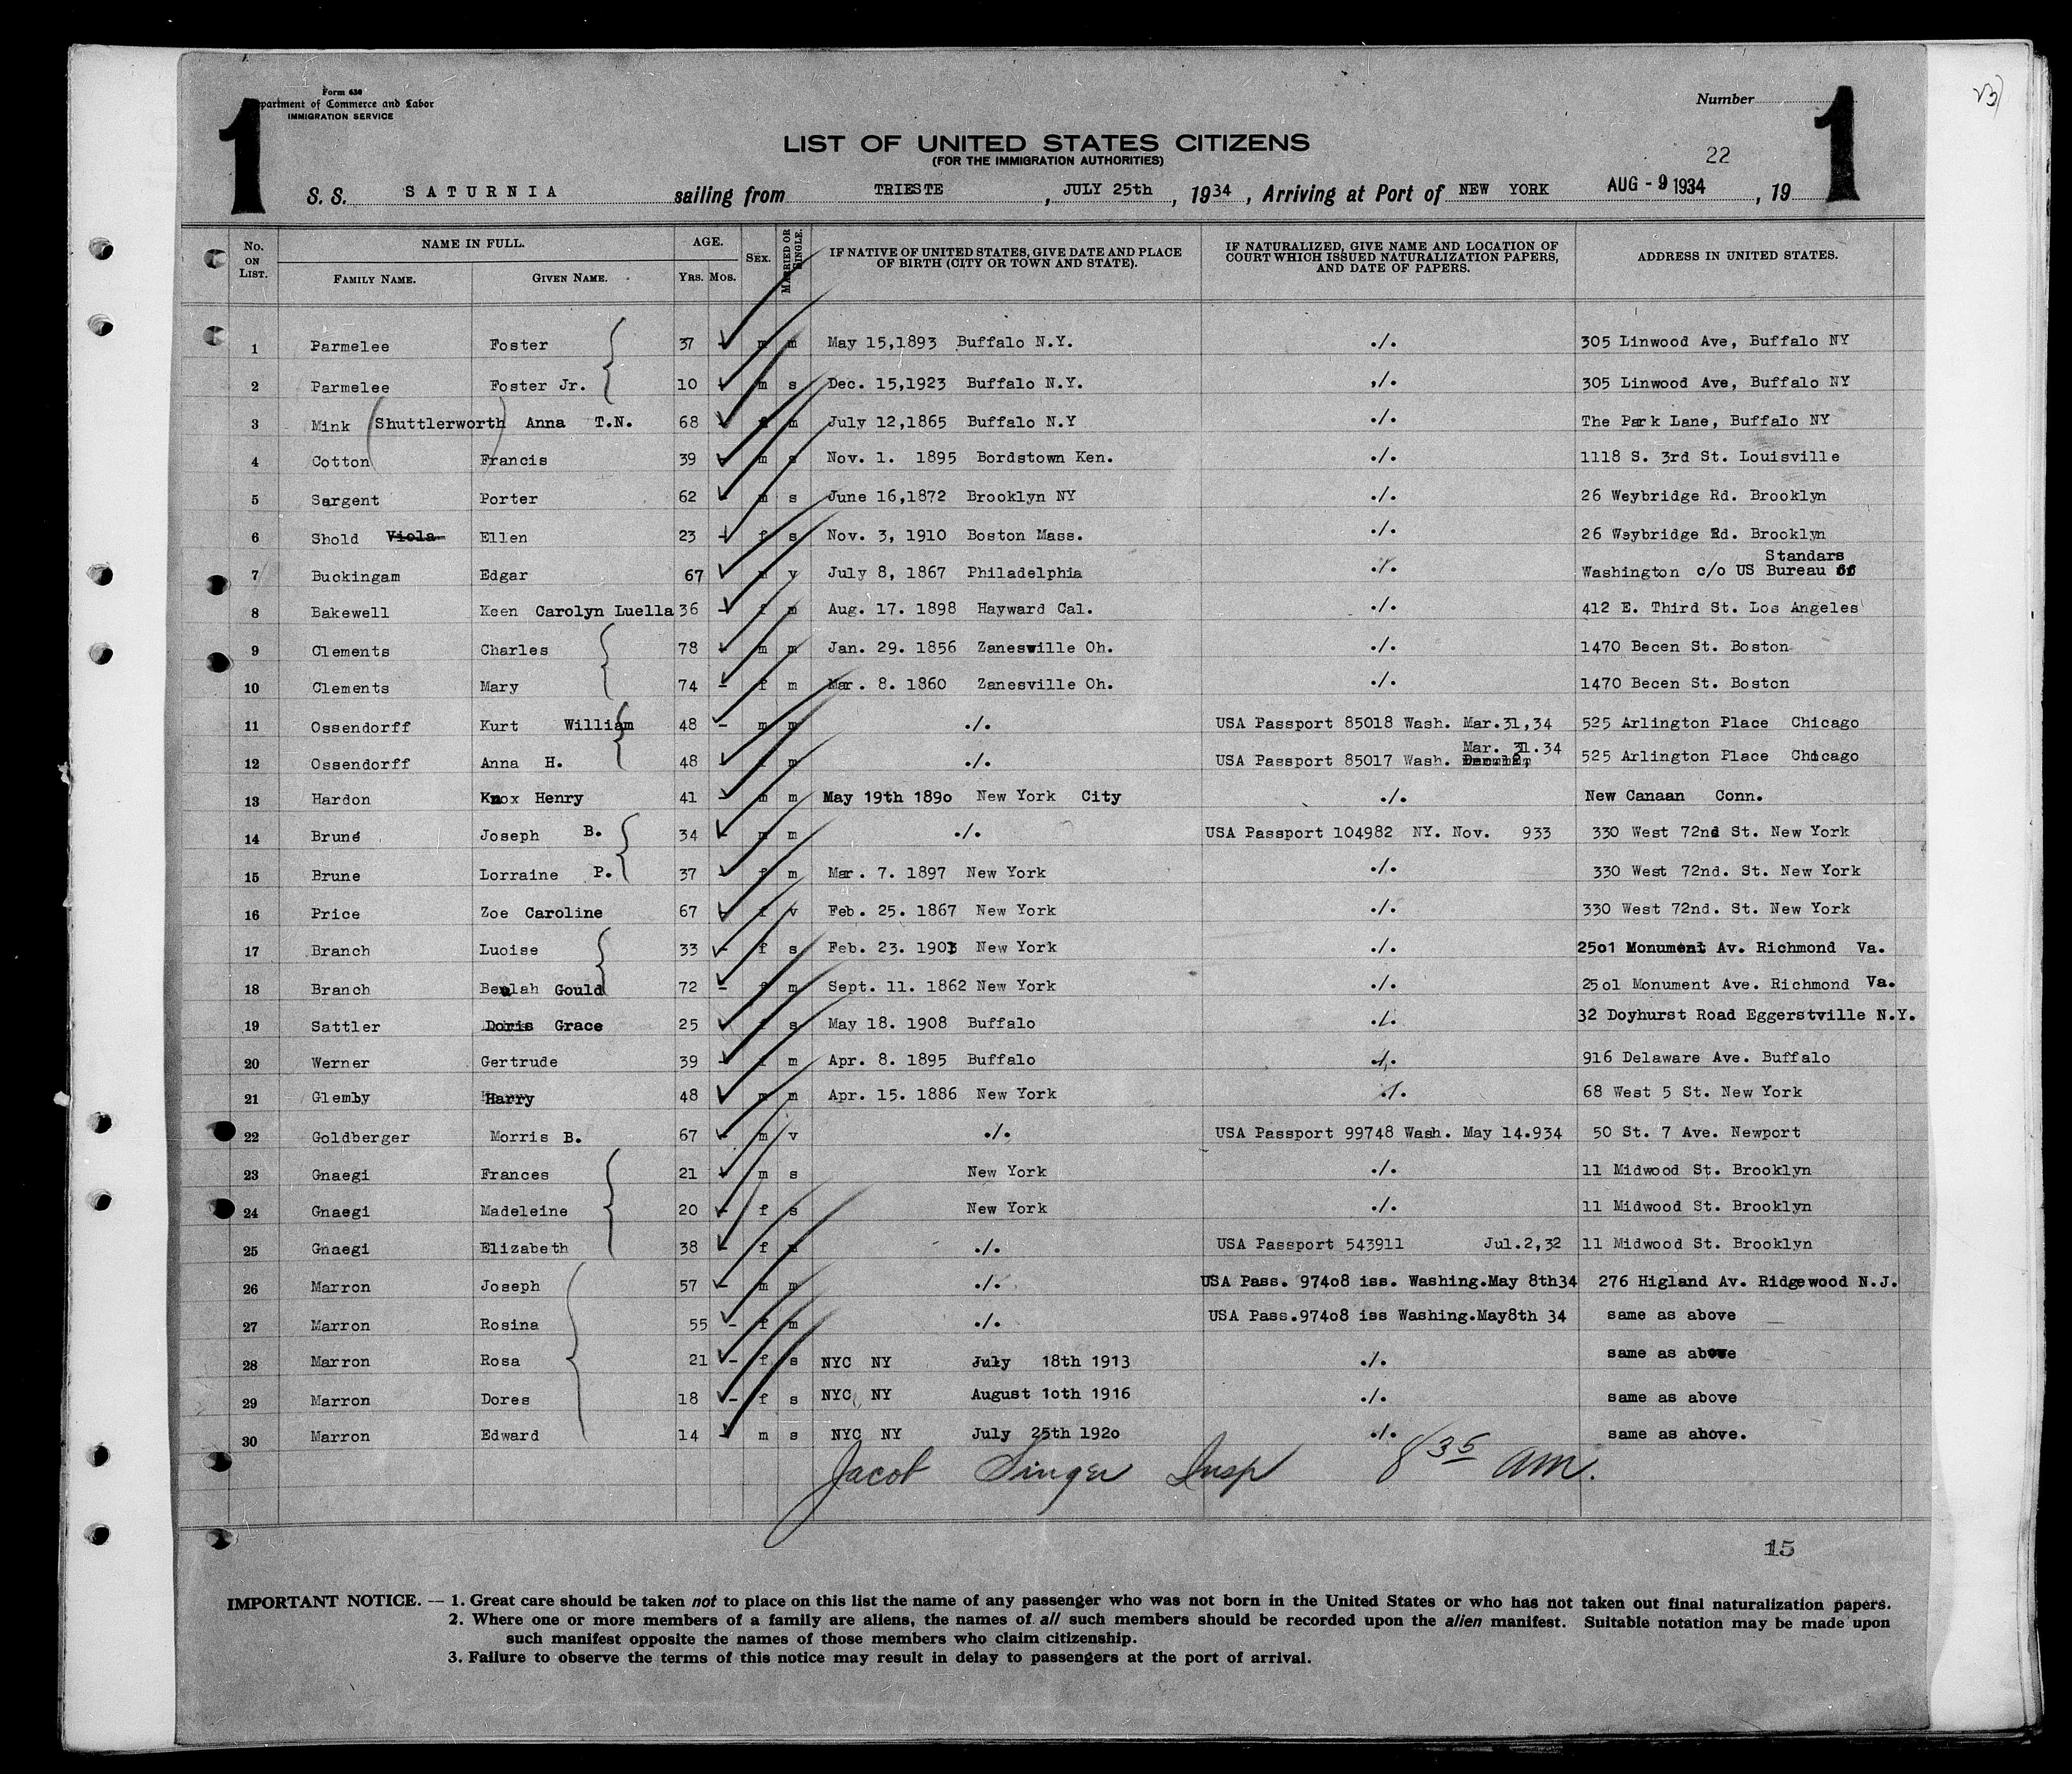 23
Form 630
Department of Commerce and Labor
IMMIGRATION SERVICE
Number
1 1
LIST OF UNITED STATES CITIZENS
(FOR THE IMMIGRATION AUTHORITIES)
22
S. S. SATURNIA sailing from TRIESTE, JULY 25th, 1934, Arriving at Port of NEW YORK AUG - 9 1934, 19
No. ON LIST. NAME IN FULL. AGE. SEX. MARRIED OR SINGLE. IF NATIVE OF UNITED STATES, GIVE DATE AND PLACE OF BIRTH (CITY OR TOWN AND STATE). IF NATURALIZED, GIVE NAME AND LOCATION OF COURT WHICH ISSUED NATURALIZATION PAPERS, AND DATE OF PAPERS. ADDRESS IN UNITED STATES.
FAMILY NAME. GIVEN NAME. YRS. MOS.
1 Parmelee Foster 37 - m m May 15,1893 Buffalo N.Y. ./. 305 Linwood Ave, Buffalo NY
2 Parmelee Foster Jr. 10 - m s Dec. 15,1923 Buffalo N.Y. ,/. 305 Linwood Ave, Buffalo NY
3 Mink (Shuttlerworth) Anna T.N. 68 - f m July 12,1865 Buffalo N.Y ./. The Park Lane, Buffalo NY
4 Cotton Francis 39 - m s Nov. 1. 1895 Bordstown Ken. ./. 1118 S. 3rd St. Louisville
5 Sargent Porter 62 - m s June 16,1872 Brooklyn NY ./. 26 Weybridge Rd. Brooklyn
6 Shold Viola Ellen 23 - f s Nov. 3, 1910 Boston Mass. ./. 26 Weybridge Rd. Brooklyn
Standars
7 Buckingam Edgar 67 - m v July 8, 1867 Philadelphia ./. Washington c/o US Bureau of
8 Bakewell Keen Carolyn Luella 36 - f m Aug. 17. 1898 Hayward Cal. ./. 412 E. Third St. Los Angeles
9 Clements Charles 78 - m m Jan. 29. 1856 Zaneswille Oh. ./. 1470 Becen St. Boston
10 Clements Mary 74 - f m Mar. 8. 1860 Zanesville Oh. ./. 1470 Becen St. Boston
11 Ossendorff Kurt William 48 - m m ./. USA Passport 85018 Wash. Mar.31,34 525 Arlington Place Chicago
Mar. 31.34
12 Ossendorff Anna H. 48 - f m ./. USA Passport 85017 Wash. 525 Arlington Place Chicago
13 Hardon Knox Henry 41 - m m May 19th 189o New York City ./. New Canaan Conn.
14 Brune Joseph B. 34 - m m ./. USA Passport 104982 NY. Nov. 933 330 West 72nd St. New York
15 Brune Lorraine P. 37 - f m Mar. 7. 1897 New York ./. 330 West 72nd. St. New York
16 Price Zoe Caroline 67 - f v Feb. 25. 1867 New York ./. 330 West 72nd. St. New York
17 Branch Luoise 33 - f s Feb. 23. 1901 New York ./. 25o1 Monument Av. Richmond Va.
18 Branch Beulah Gould 72 - f m Sept. 11. 1862 New York ./. 25o1 Monument Ave. Richmond Va.
19 Sattler Doris Grace 25 - f s May 18. 1908 Buffalo ./. 32 Doyhurst Road Eggerstville N.Y.
20 Werner Gertrude 39 - f m Apr. 8. 1895 Buffalo ./. 916 Delaware Ave. Buffalo
21 Glemby Harry 48 - m m Apr. 15. 1886 New York ./. 68 West 5 St. New York
22 Goldberger Morris B. 67 - m v ./. USA Passport 99748 Wash. May 14.934 50 St. 7 Ave. Newport
23 Gnaegi Frances 21 - m s New York ./. 11 Midwood St. Brooklyn
24 Gnaegi Madeleine 20 - f s New York ./. 11 Midwood St. Brooklyn
25 Gnaegi Elizabeth 38 - f m ./. USA Passport 543911 Jul.2,32 11 Midwood St. Brooklyn
26 Marron Joseph 57 - m m ./. USA Pass. 974o8 iss. Washing.May 8th34 276 Higland Av. Ridgewood N.J.
27 Marron Rosina 55 - f m ./. USA Pass.974o8 iss Washing.May8th 34 same as above
28 Marron Rosa 21 - f s NYC NY July 18th 1913 ./. same as above
29 Marron Dores 18 - f s NYC NY August 1oth 1916 ./. same as above
30 Marron Edward 14 - m s NYC NY July 25th 192o ./. same as above.
Jacob Singer Insp 8 35 am.
15
IMPORTANT NOTICE. — 1. Great care should be taken not to place on this list the name of any passenger who was not born in the United States or who has not taken out final naturalization papers.
2. Where one or more members of a family are aliens, the names of all such members should be recorded upon the alien manifest. Suitable notation may be made upon
such manifest opposite the names of those members who claim citizenship.
3. Failure to observe the terms of this notice may result in delay to passengers at the port of arrival.